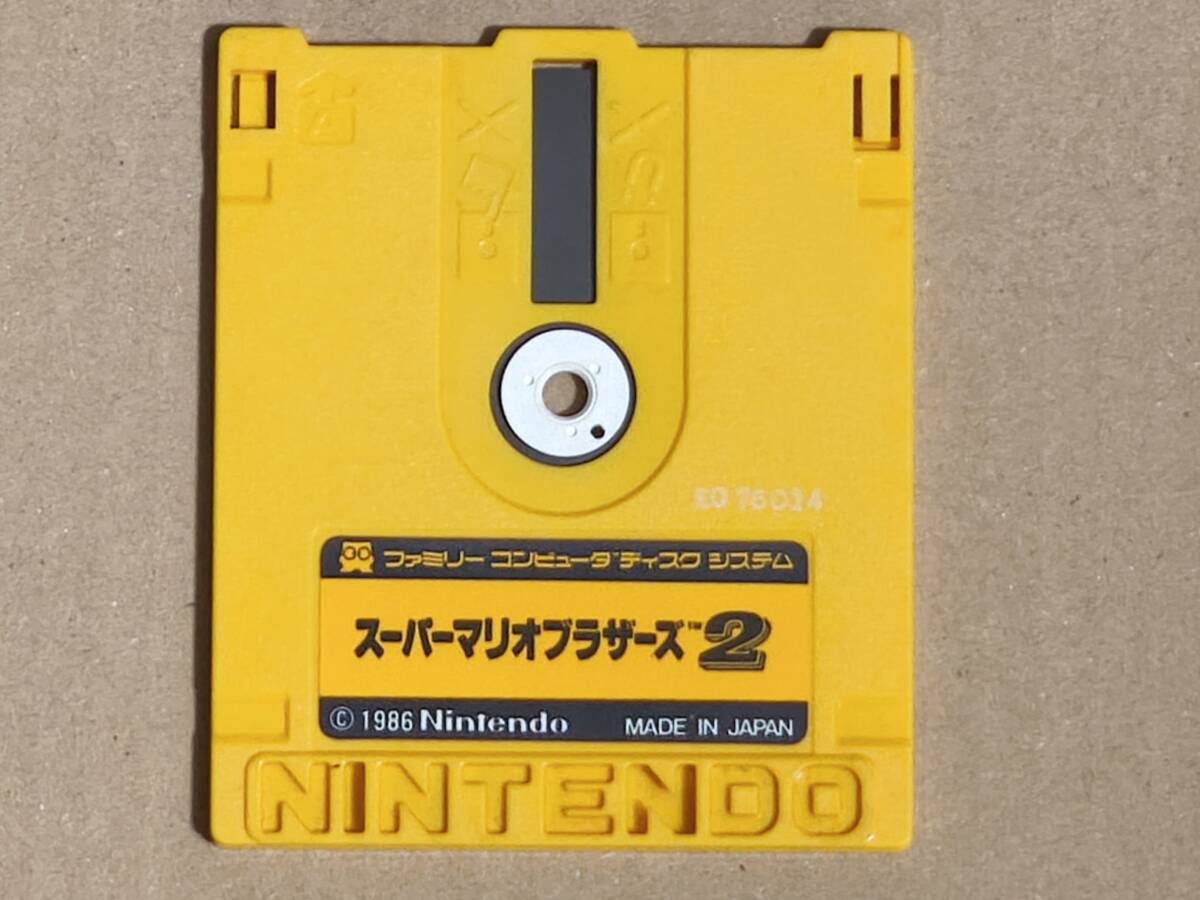 ファミリー コンピュータ ディスク システム
スーパーマリオブラザーズ™2
© 1986 Nintendo MADE IN JAPAN
NINTENDO